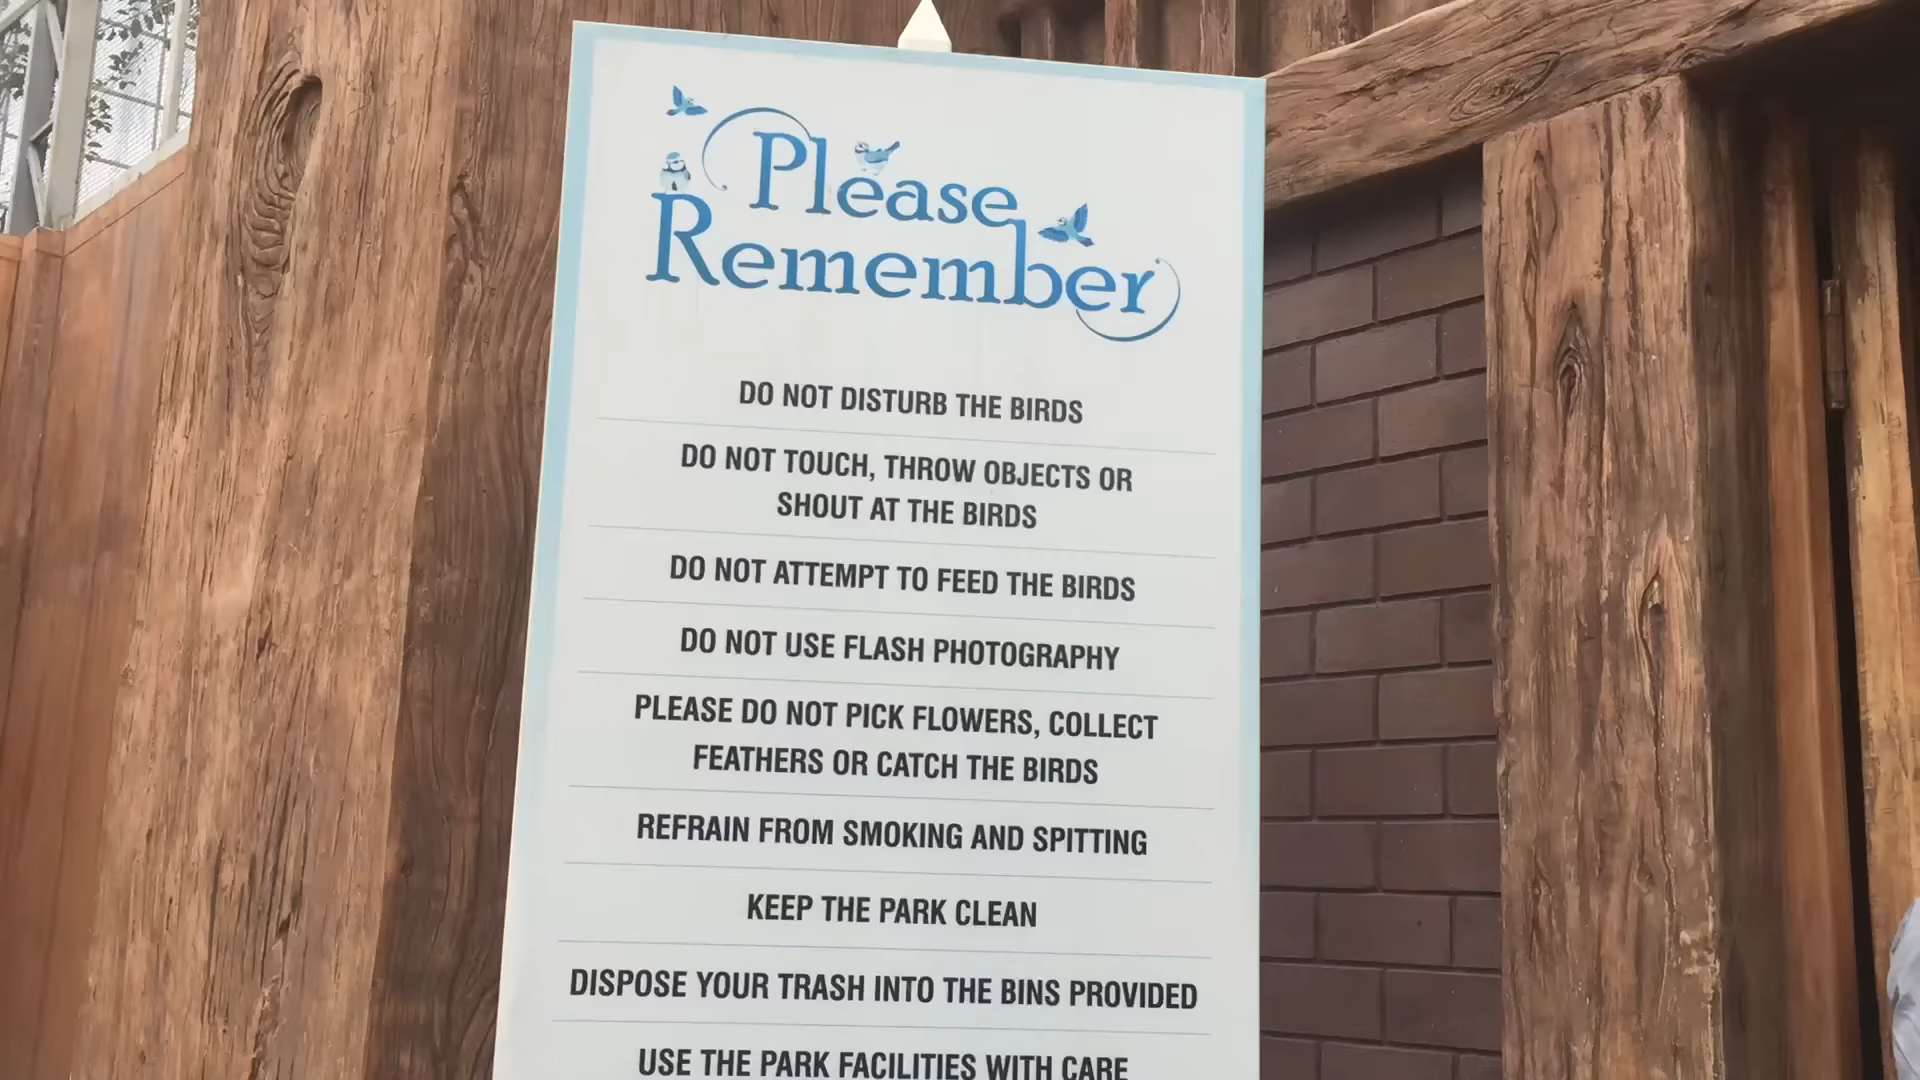 Please
Remember
DO NOT DISTURB THE BIRDS
DO NOT TOUCH, THROW OBJECTS OR
SHOUT AT THE BIRDS
DO NOT ATTEMPT TO FEED THE BIRDS
DO NOT USE FLASH PHOTOGRAPHY
PLEASE DO NOT PICK FLOWERS, COLLECT
FEATHERS OR CATCH THE BIRDS
REFRAIN FROM SMOKING AND SPITTING
KEEP THE PARK CLEAN
DISPOSE YOUR TRASH INTO THE BINS PROVIDED
USE THE PARK FACILITIES WITH CARE